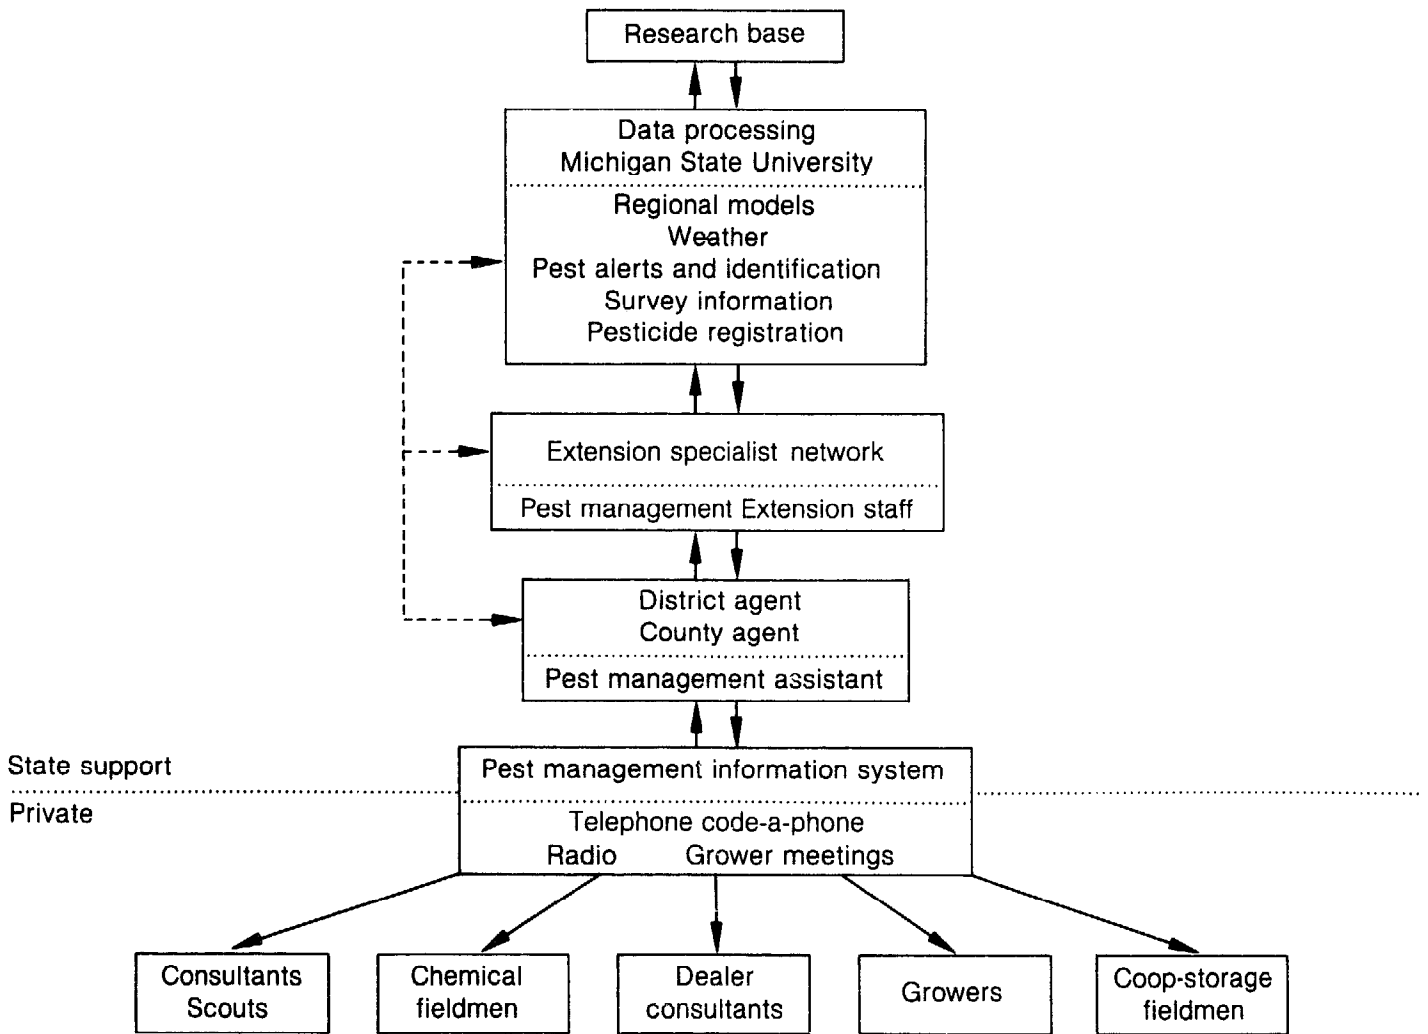 Research base
Data processing
Michigan State University
Regional models
Weather
Pest alerts and identification
Survey information
Pesticide registration
Extension specialist network
Pest management Extension staff
District agent
County agent
Pest management assistant
State support
Pest management information system
Private
Telephone code-a-phone
Radio Grower meetings
Consultants
Scouts
Chemical
fieldmen
Dealer
consultants
Growers
Coop-storage
fieldmen